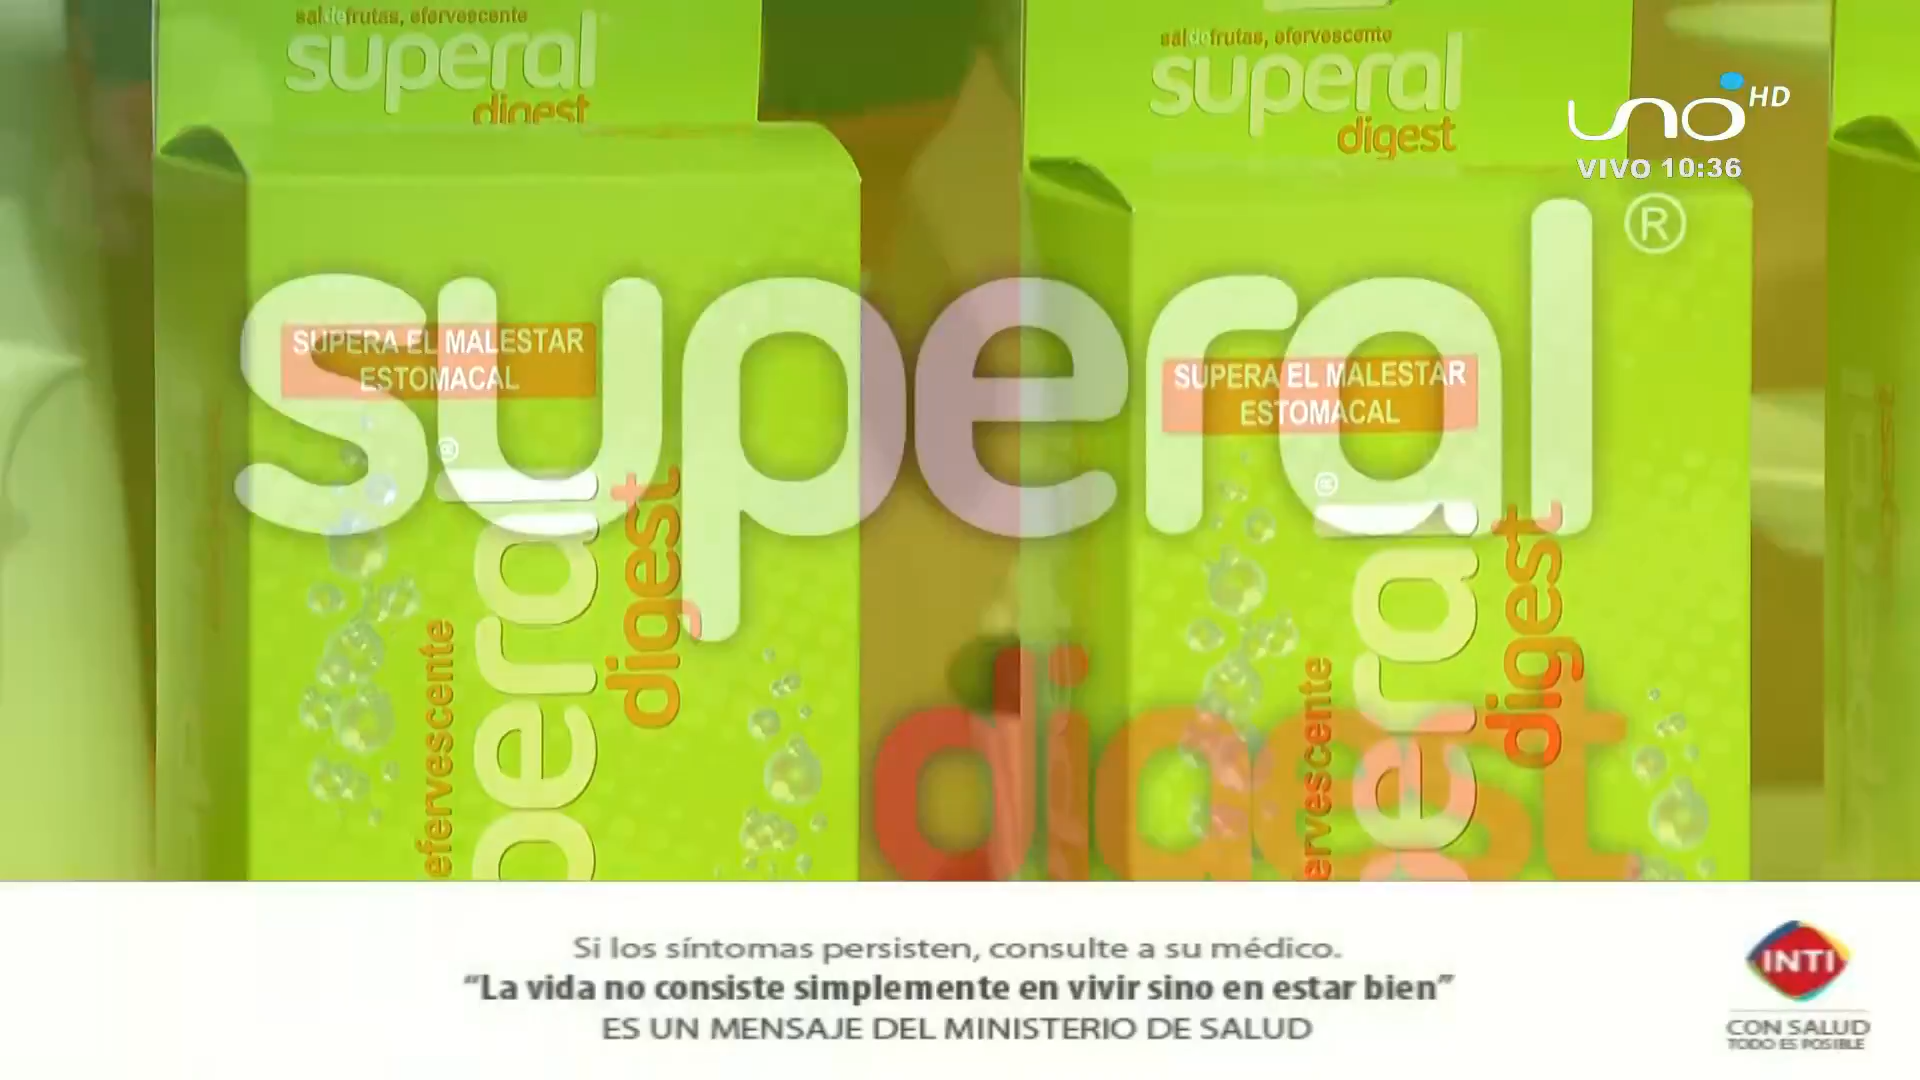 sal de frutas, efervescente
superal
digest
sal de frutas, efervescente
superal
digest
uno HD
VIVO 10:36
superal ®
digest
SUPERA EL MALESTAR
ESTOMACAL
SUPERA EL MALESTAR
ESTOMACAL
efervescente
peral ®
digest
ervescente
eral ®
digest
Si los síntomas persisten, consulte a su médico.
“La vida no consiste simplemente en vivir sino en estar bien”
ES UN MENSAJE DEL MINISTERIO DE SALUD
INTI
CON SALUD
TODO ES POSIBLE